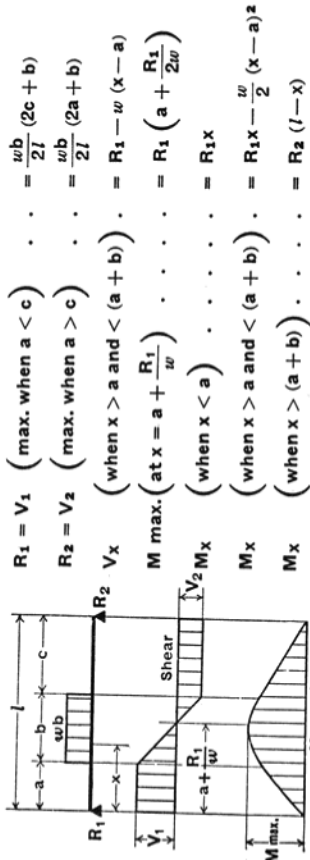 l
a b c
wb
R₁ R₂
x
V₁ Shear V₂
a + R₁/w
M max.
R₁ = V₁ (max. when a < c) . . = wb/2l (2c + b)
R₂ = V₂ (max. when a > c) . . = wb/2l (2a + b)
Vx (when x > a and < (a + b)) . = R₁ − w (x − a)
M max. (at x = a + R₁/w) . . . . = R₁ (a + R₁/2w)
Mx (when x < a) . . . . . = R₁x
Mx (when x > a and < (a + b)) . = R₁x − w/2 (x − a)²
Mx (when x > (a + b)) . . . . = R₂ (l − x)